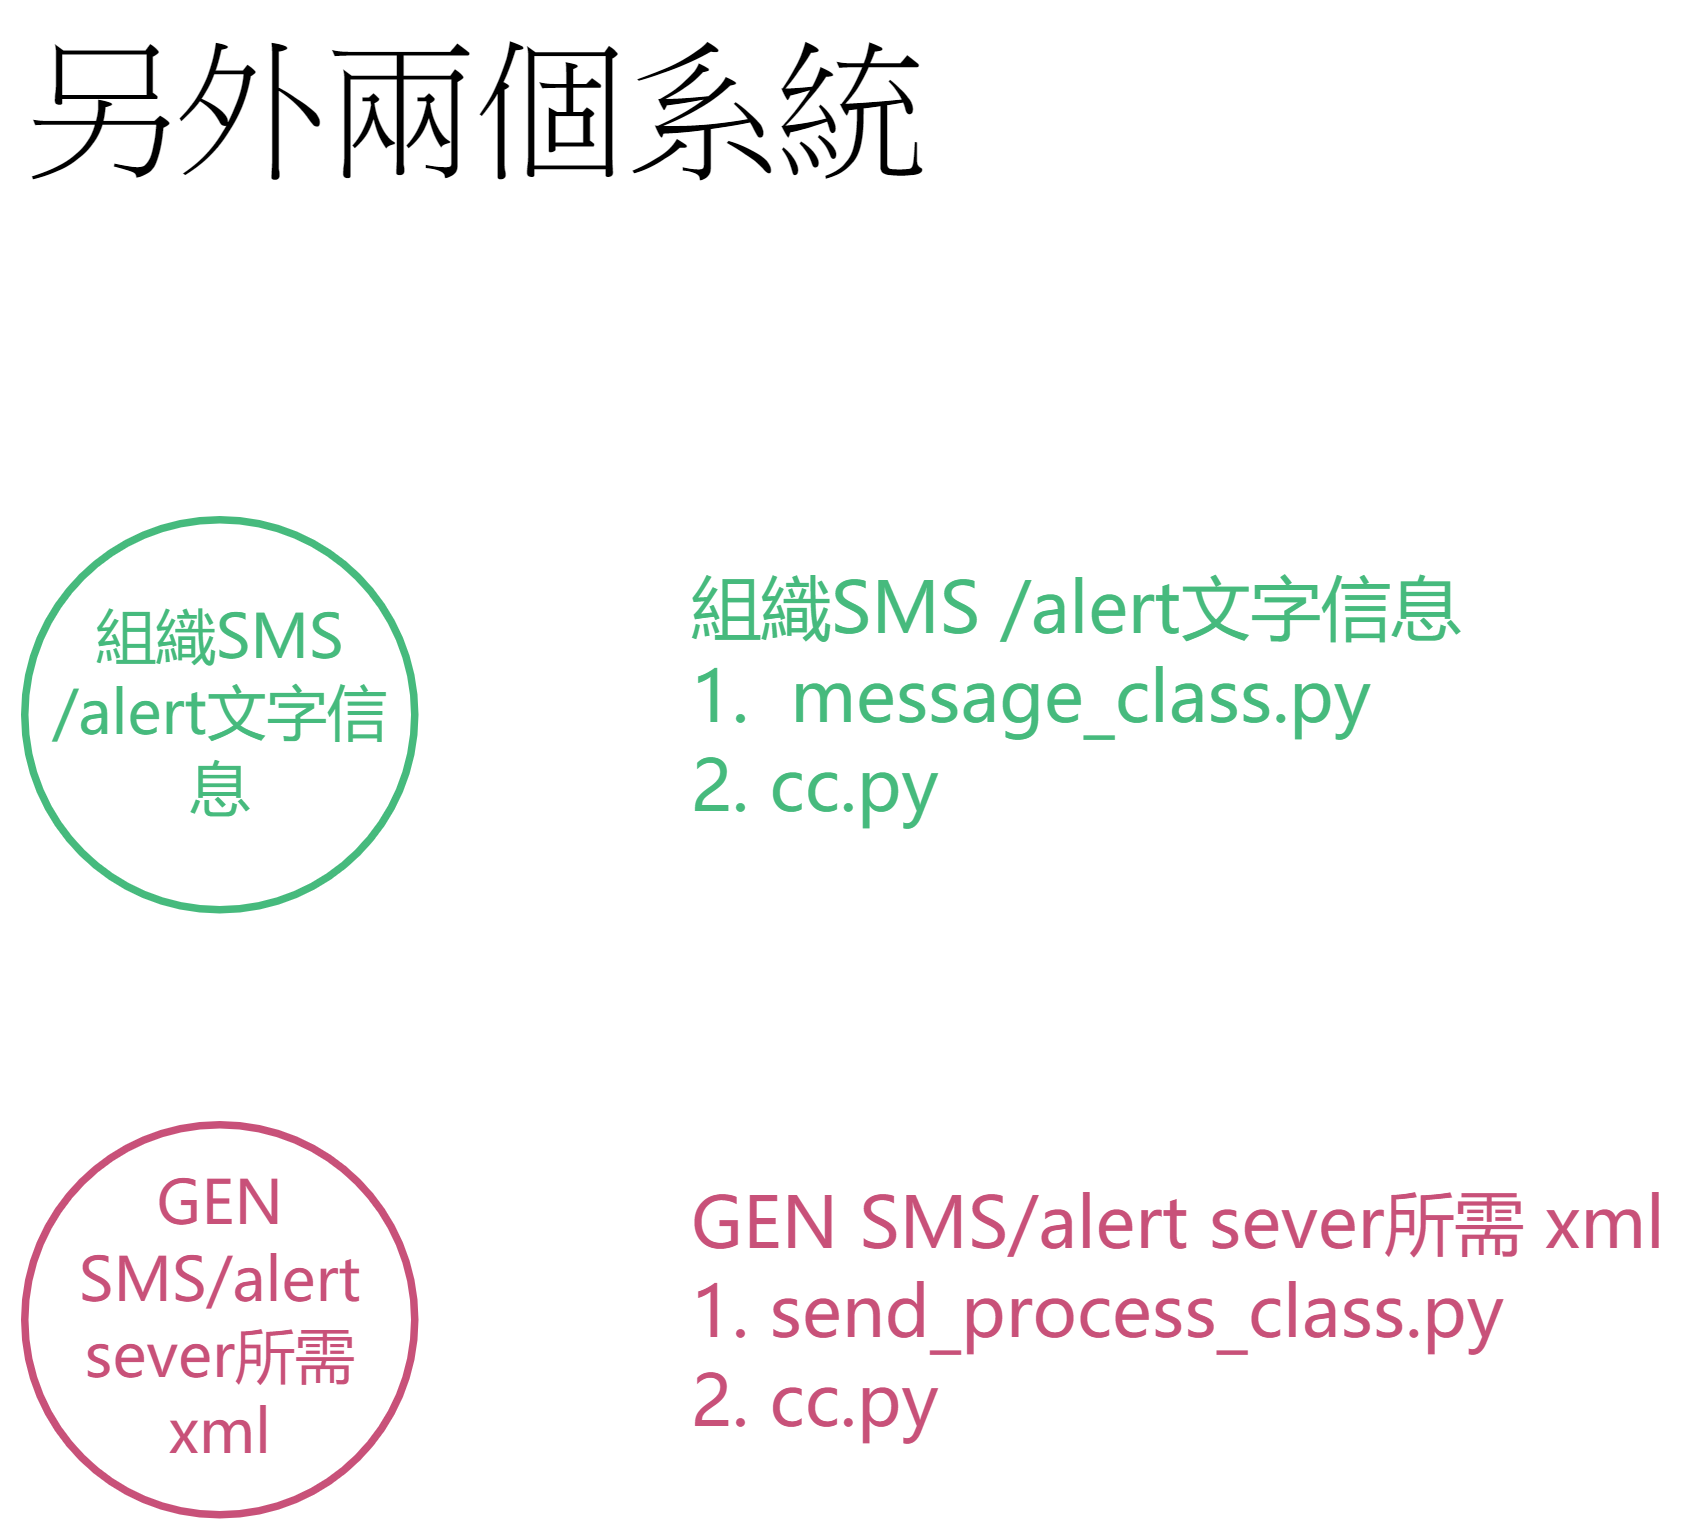 另外兩個系統
組織SMS
/alert文字信
息
組織SMS /alert文字信息
1.  message_class.py
2. cc.py
GEN
SMS/alert
sever所需
xml
GEN SMS/alert sever所需 xml
1. send_process_class.py
2. cc.py